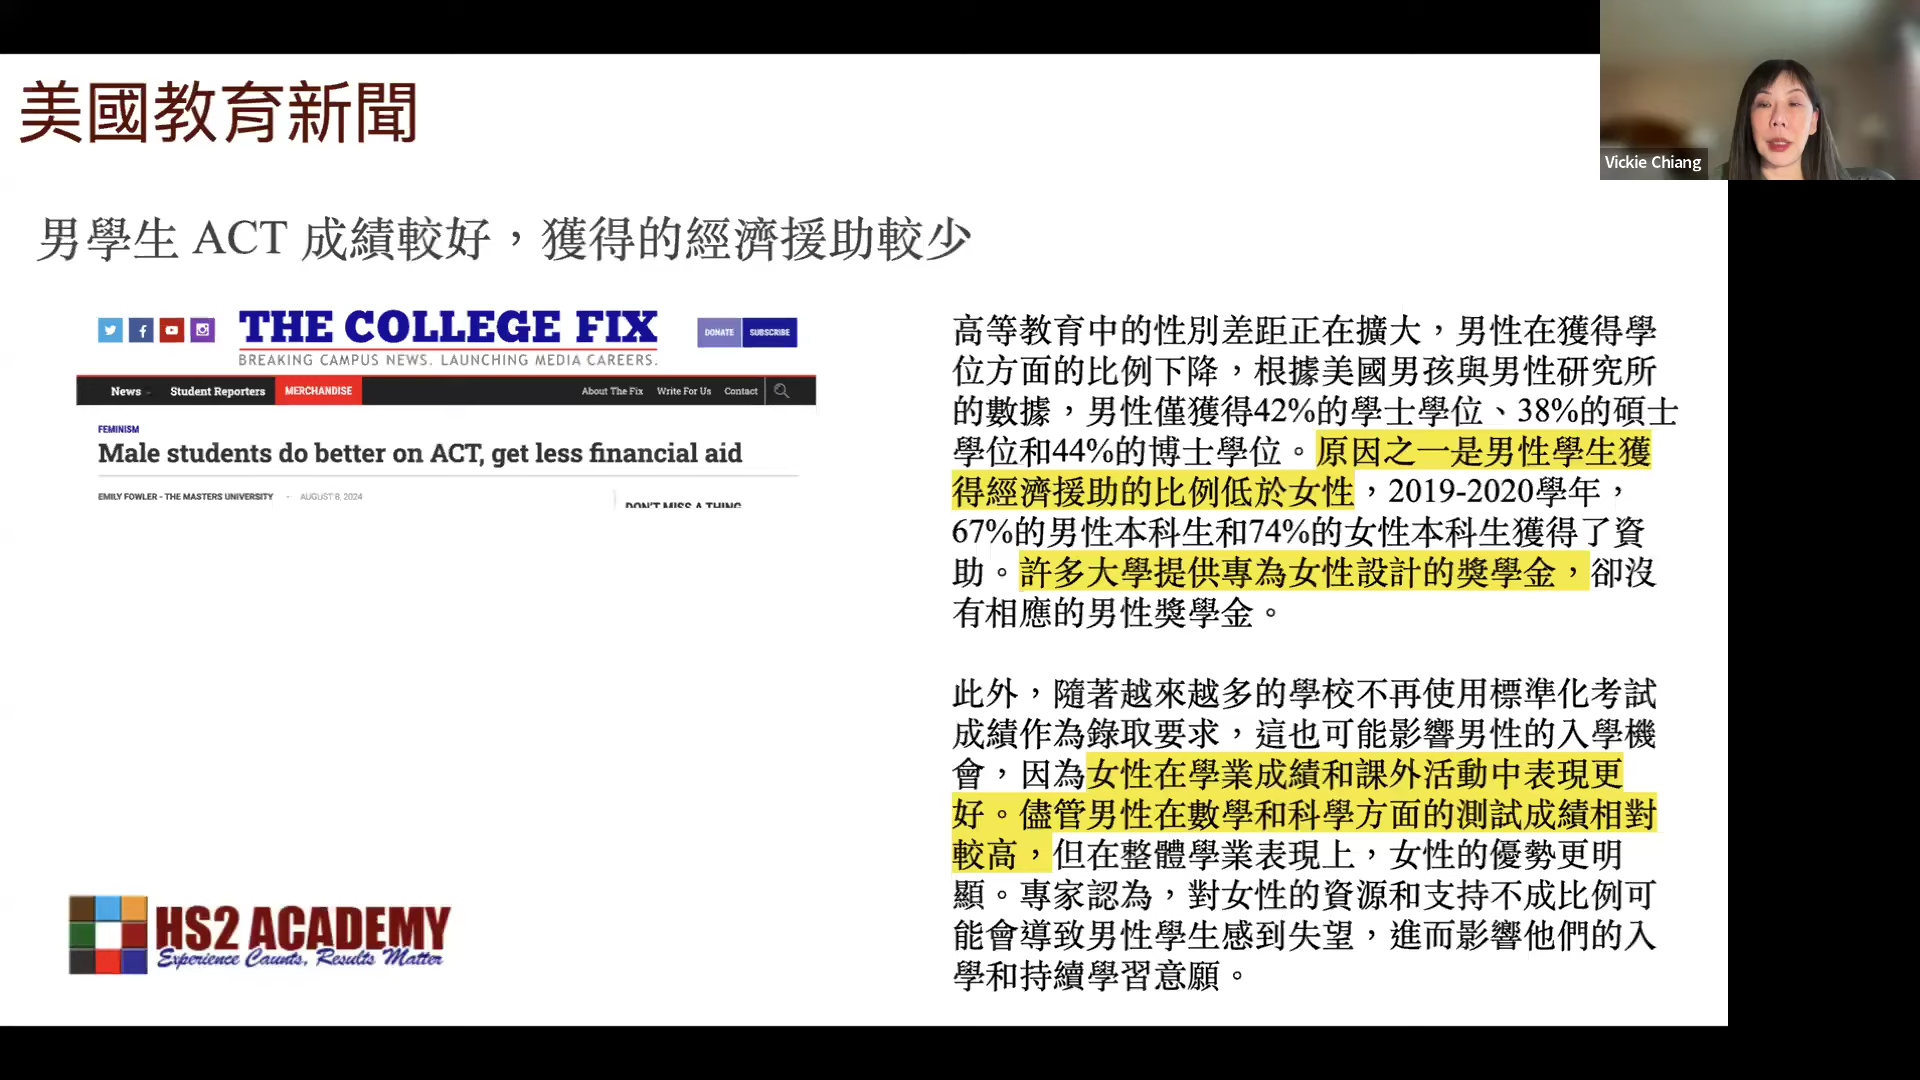 美國教育新聞
Vickie Chiang
男學生 ACT 成績較好，獲得的經濟援助較少
THE COLLEGE FIX
BREAKING CAMPUS NEWS. LAUNCHING MEDIA CAREERS.
DONATE SUBSCRIBE
News Student Reporters MERCHANDISE About The Fix Write For Us Contact
FEMINISM
Male students do better on ACT, get less financial aid
EMILY FOWLER - THE MASTERS UNIVERSITY - AUGUST 8, 2024
DON'T MISS A THING
高等教育中的性別差距正在擴大，男性在獲得學
位方面的比例下降，根據美國男孩與男性研究所
的數據，男性僅獲得42%的學士學位、38%的碩士
學位和44%的博士學位。原因之一是男性學生獲
得經濟援助的比例低於女性，2019-2020學年，
67%的男性本科生和74%的女性本科生獲得了資
助。許多大學提供專為女性設計的獎學金，卻沒
有相應的男性獎學金。
此外，隨著越來越多的學校不再使用標準化考試
成績作為錄取要求，這也可能影響男性的入學機
會，因為女性在學業成績和課外活動中表現更
好。儘管男性在數學和科學方面的測試成績相對
較高，但在整體學業表現上，女性的優勢更明
顯。專家認為，對女性的資源和支持不成比例可
能會導致男性學生感到失望，進而影響他們的入
學和持續學習意願。
HS2 ACADEMY
Experience Counts, Results Matter